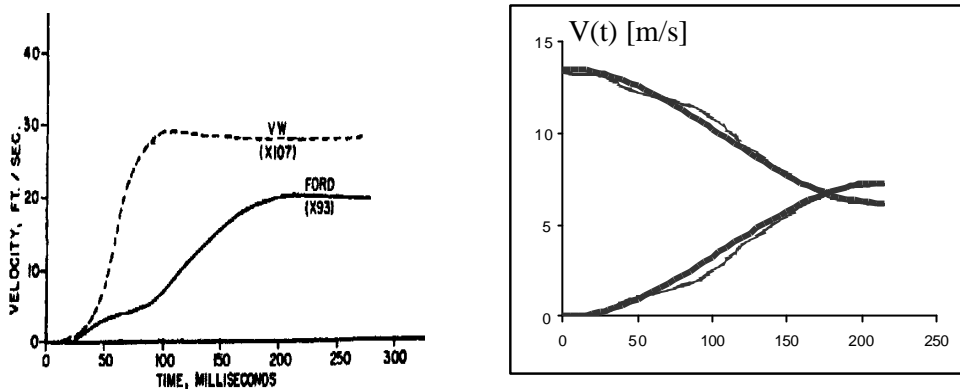 VELOCITY, FT. / SEC.
40
30
20
10
0
VW
(X107)
FORD
(X93)
0 50 100 150 200 250 300
TIME, MILLISECONDS
V(t) [m/s]
15
10
5
0
0 50 100 150 200 250